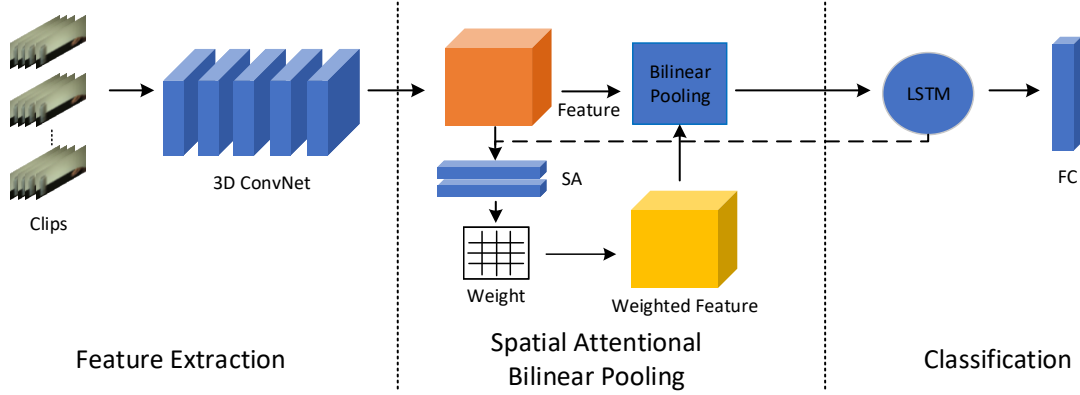 Clips
3D ConvNet
Feature Extraction
Feature
Bilinear
Pooling
SA
Weight
Weighted Feature
Spatial Attentional
Bilinear Pooling
LSTM
FC
Classification